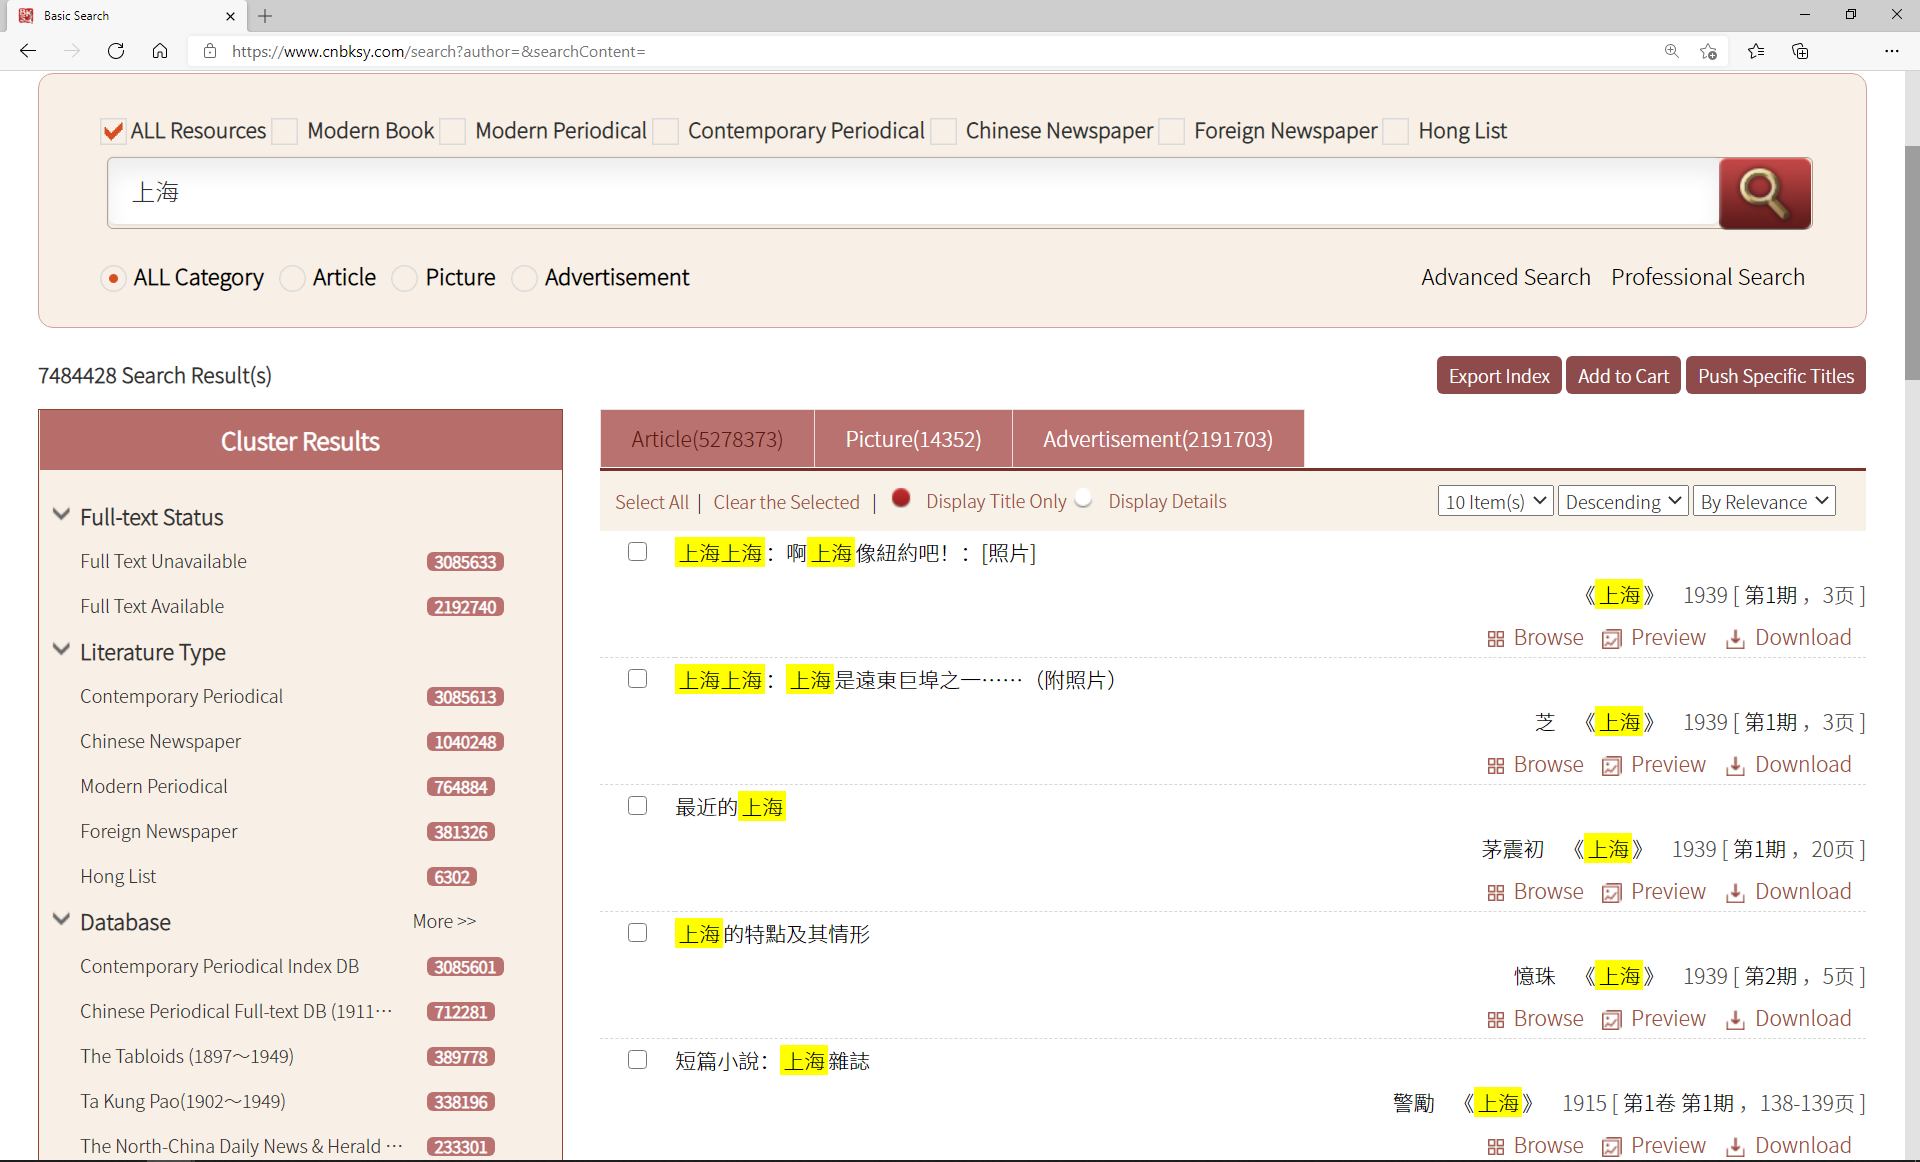 Basic Search
https://www.cnbksy.com/search?author=&searchContent=
ALL Resources Modern Book Modern Periodical Contemporary Periodical Chinese Newspaper Foreign Newspaper Hong List
上海
ALL Category Article Picture Advertisement Advanced Search Professional Search
7484428 Search Result(s) Export Index Add to Cart Push Specific Titles
Cluster Results
Full-text Status
Full Text Unavailable 3085633
Full Text Available 2192740
Literature Type
Contemporary Periodical 3085613
Chinese Newspaper 1040248
Modern Periodical 764884
Foreign Newspaper 381326
Hong List 6302
Database More >>
Contemporary Periodical Index DB 3085601
Chinese Periodical Full-text DB (1911… 712281
The Tabloids (1897～1949) 389778
Ta Kung Pao(1902～1949) 338196
The North-China Daily News & Herald … 233301
Article(5278373) Picture(14352) Advertisement(2191703)
Select All | Clear the Selected | Display Title Only Display Details 10 Item(s) Descending By Relevance
上海上海：啊上海像紐約吧！：[照片]
《上海》 1939 [ 第1期 , 3页 ]
Browse Preview Download
上海上海：上海是遠東巨埠之一……（附照片）
芝 《上海》 1939 [ 第1期 , 3页 ]
Browse Preview Download
最近的上海
茅震初 《上海》 1939 [ 第1期 , 20页 ]
Browse Preview Download
上海的特點及其情形
憶珠 《上海》 1939 [ 第2期 , 5页 ]
Browse Preview Download
短篇小說：上海雜誌
警勵 《上海》 1915 [ 第1卷 第1期 , 138-139页 ]
Browse Preview Download